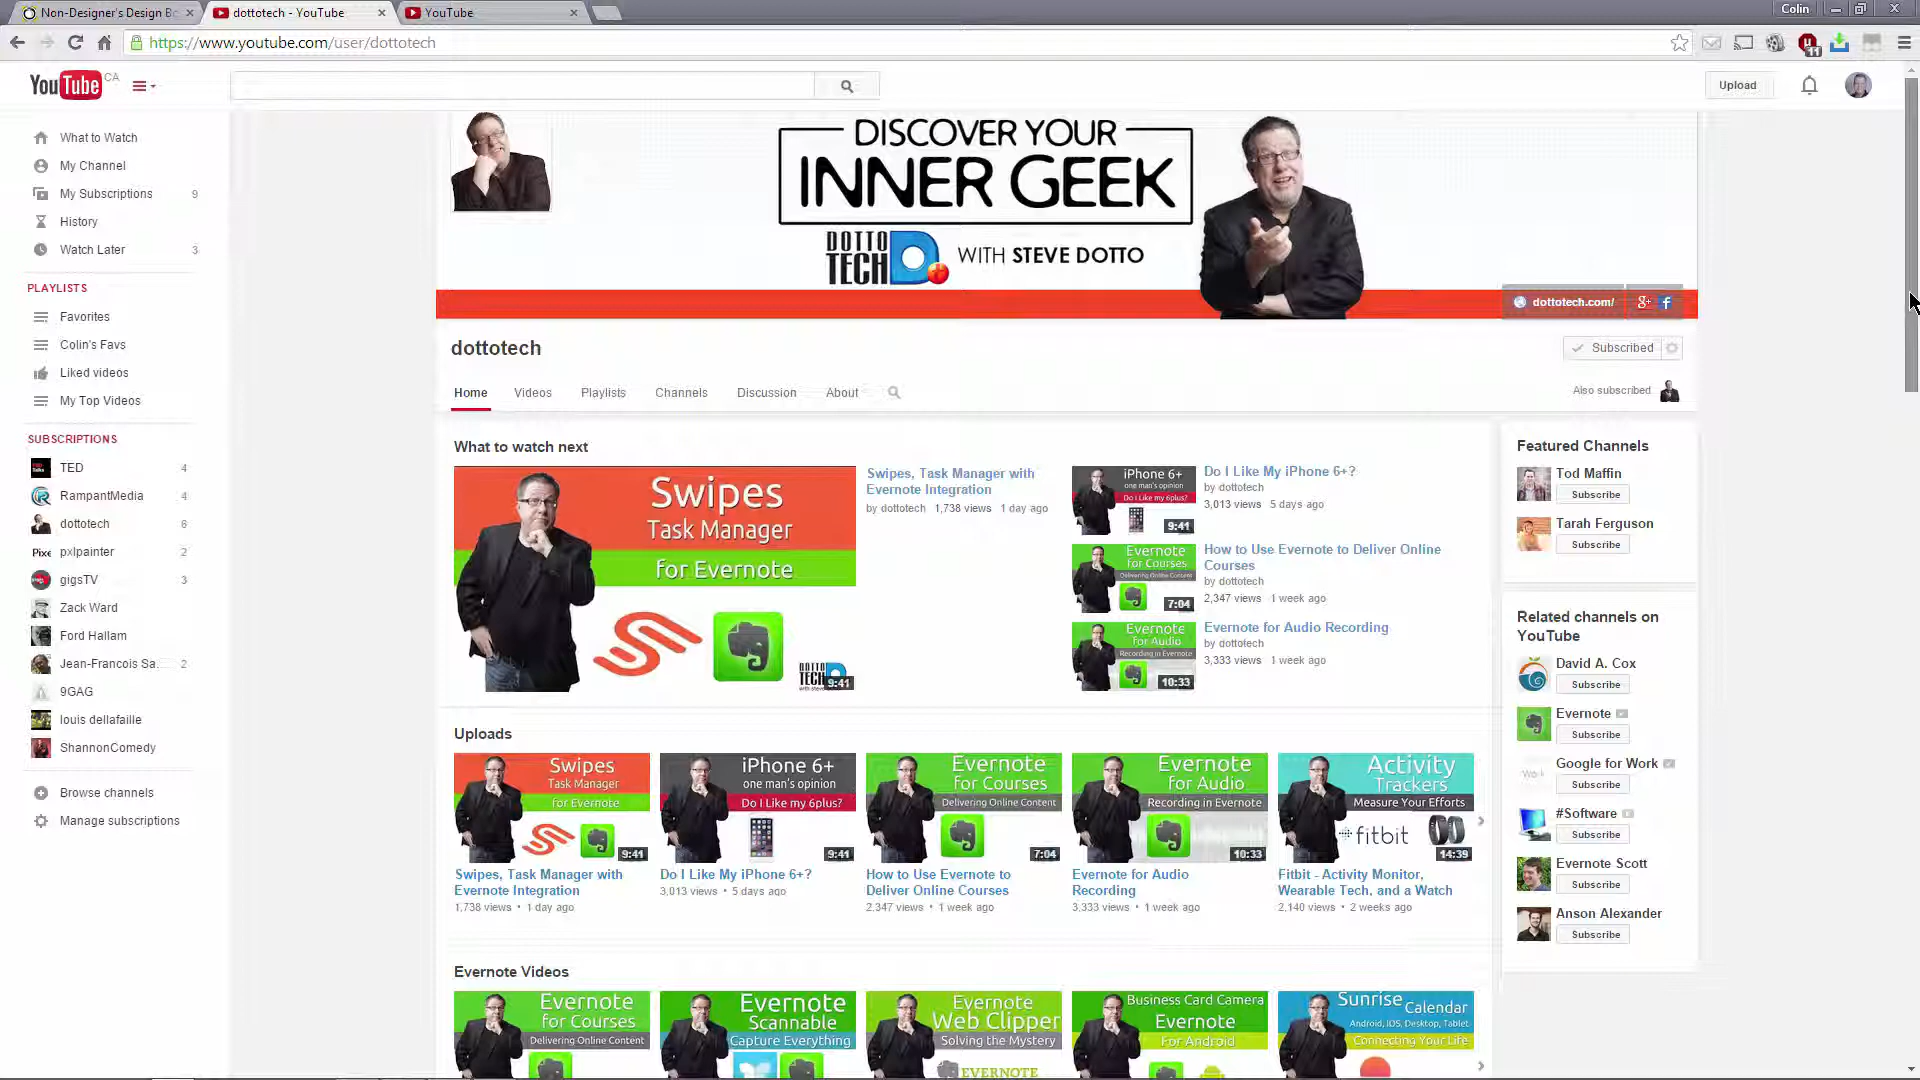 Non-Designer's Design Bo
dottotech - YouTube
YouTube
Colin
https://www.youtube.com/user/dottotech
11
YouTube CA
Upload
What to Watch
My Channel
My Subscriptions 9
History
Watch Later 3
PLAYLISTS
Favorites
Colin's Favs
Liked videos
My Top Videos
SUBSCRIPTIONS
TED 4
RampantMedia 4
dottotech 6
pxlpainter 2
gigsTV 3
Zack Ward
Ford Hallam
Jean-Francois Sa... 2
9GAG
louis dellafaille
ShannonComedy
Browse channels
Manage subscriptions
DISCOVER YOUR
INNER GEEK
DOTTO
TECH
WITH STEVE DOTTO
dottotech.com/
dottotech
Subscribed
Home Videos Playlists Channels Discussion About
Also subscribed
What to watch next
Swipes
Task Manager
for Evernote
DOTTO
TECH
9:41
Swipes, Task Manager with
Evernote Integration
by dottotech 1,738 views 1 day ago
iPhone 6+
one man's opinion
Do I Like my 6plus?
9:41
Do I Like My iPhone 6+?
by dottotech
3,013 views 5 days ago
Evernote
for Courses
Delivering Online Content
7:04
How to Use Evernote to Deliver Online
Courses
by dottotech
2,347 views 1 week ago
Evernote
for Audio
Recording in Evernote
10:33
Evernote for Audio Recording
by dottotech
3,333 views 1 week ago
Uploads
Swipes
Task Manager
for Evernote
9:41
Swipes, Task Manager with
Evernote Integration
1,738 views • 1 day ago
iPhone 6+
one man's opinion
Do I Like my 6plus?
9:41
Do I Like My iPhone 6+?
3,013 views • 5 days ago
Evernote
for Courses
Delivering Online Content
7:04
How to Use Evernote to
Deliver Online Courses
2,347 views • 1 week ago
Evernote
for Audio
Recording in Evernote
10:33
Evernote for Audio
Recording
3,333 views • 1 week ago
Activity
Trackers
Measure Your Efforts
fitbit
14:39
Fitbit - Activity Monitor,
Wearable Tech, and a Watch
2,140 views • 2 weeks ago
Evernote Videos
Evernote
for Courses
Delivering Online Content
Evernote
Scannable
Capture Everything
Evernote
Web Clipper
Solving the Mystery
EVERNOTE
Business Card Camera
Evernote
For Android
Sunrise Calendar
Android, iOS, Desktop, Tablet
Connecting Your Life
Featured Channels
Tod Maffin
Subscribe
Tarah Ferguson
Subscribe
Related channels on
YouTube
David A. Cox
Subscribe
Evernote
Subscribe
Google for Work
Subscribe
#Software
Subscribe
Evernote Scott
Subscribe
Anson Alexander
Subscribe